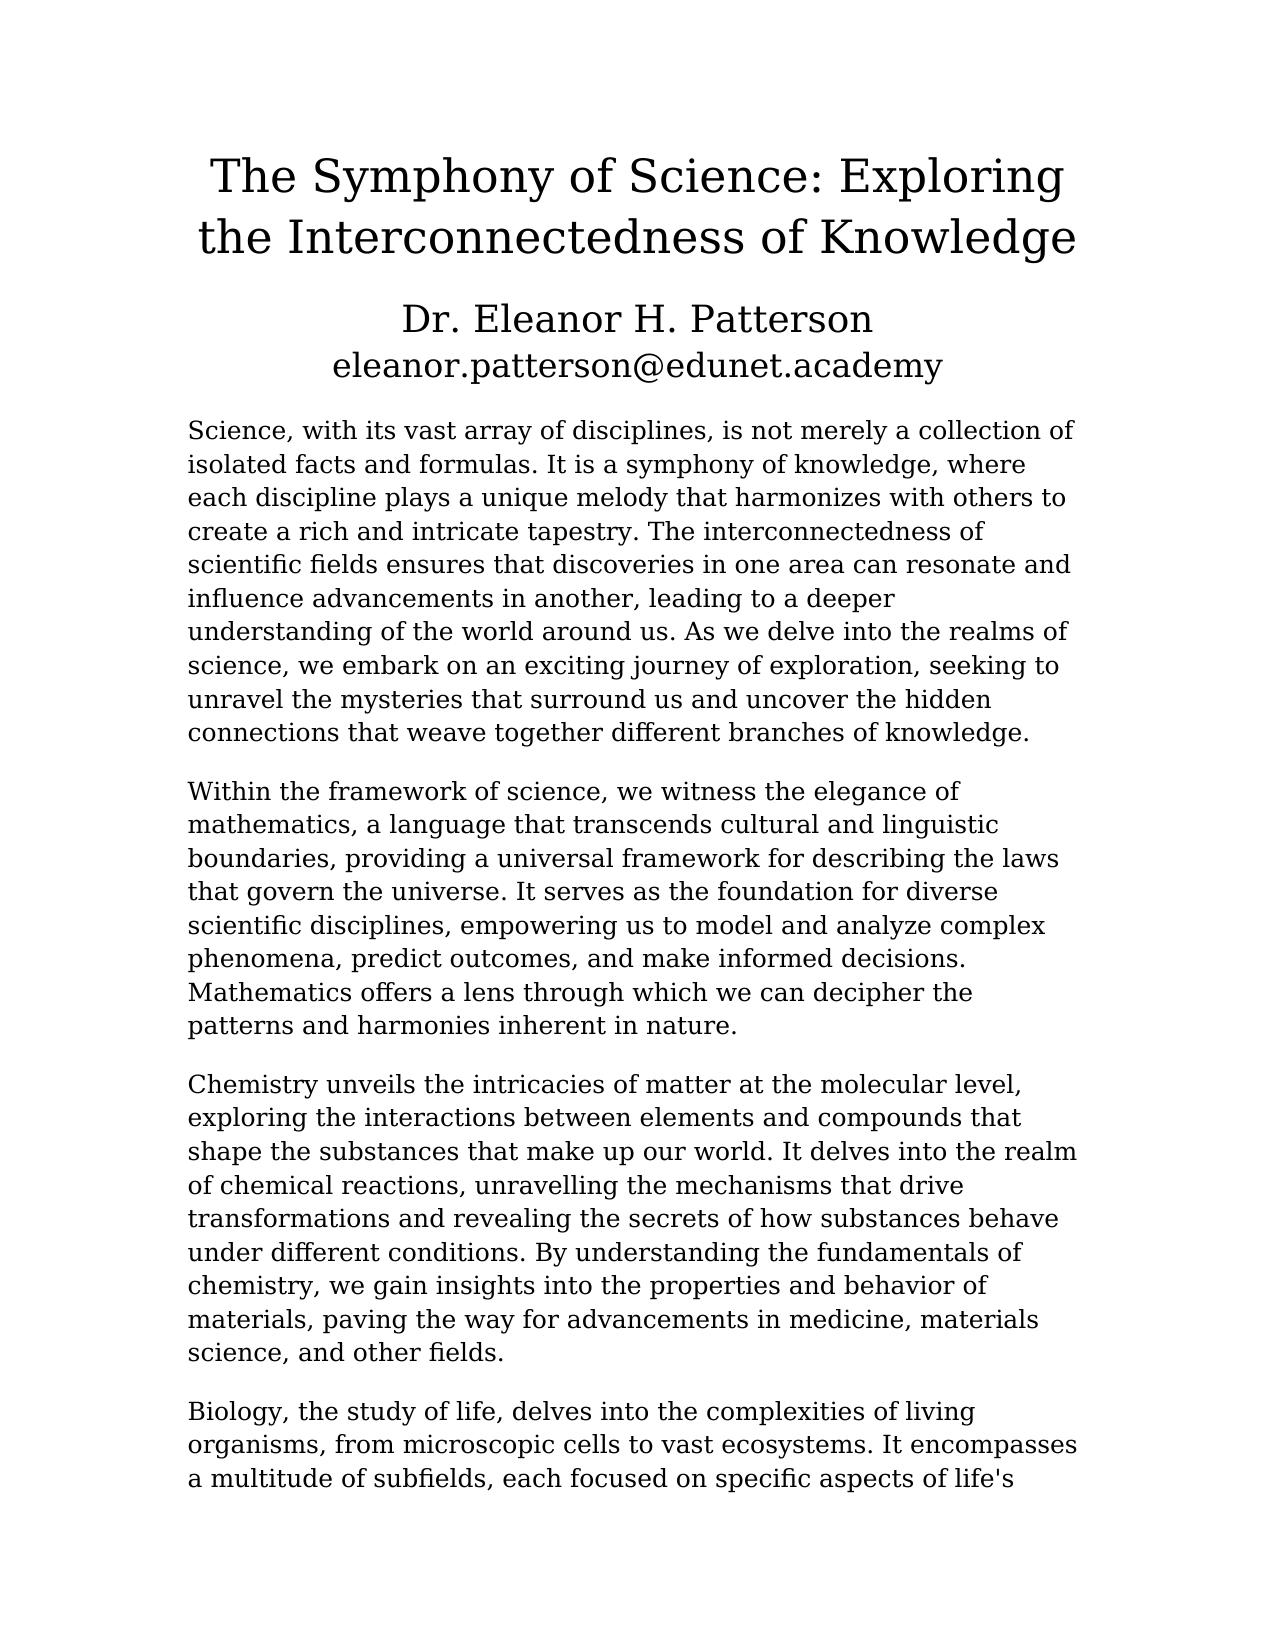 The Symphony of Science: Exploring
the Interconnectedness of Knowledge
Dr. Eleanor H. Patterson
eleanor.patterson@edunet.academy
Science, with its vast array of disciplines, is not merely a collection of
isolated facts and formulas. It is a symphony of knowledge, where
each discipline plays a unique melody that harmonizes with others to
create a rich and intricate tapestry. The interconnectedness of
scientific fields ensures that discoveries in one area can resonate and
influence advancements in another, leading to a deeper
understanding of the world around us. As we delve into the realms of
science, we embark on an exciting journey of exploration, seeking to
unravel the mysteries that surround us and uncover the hidden
connections that weave together different branches of knowledge.
Within the framework of science, we witness the elegance of
mathematics, a language that transcends cultural and linguistic
boundaries, providing a universal framework for describing the laws
that govern the universe. It serves as the foundation for diverse
scientific disciplines, empowering us to model and analyze complex
phenomena, predict outcomes, and make informed decisions.
Mathematics offers a lens through which we can decipher the
patterns and harmonies inherent in nature.
Chemistry unveils the intricacies of matter at the molecular level,
exploring the interactions between elements and compounds that
shape the substances that make up our world. It delves into the realm
of chemical reactions, unravelling the mechanisms that drive
transformations and revealing the secrets of how substances behave
under different conditions. By understanding the fundamentals of
chemistry, we gain insights into the properties and behavior of
materials, paving the way for advancements in medicine, materials
science, and other fields.
Biology, the study of life, delves into the complexities of living
organisms, from microscopic cells to vast ecosystems. It encompasses
a multitude of subfields, each focused on specific aspects of life's